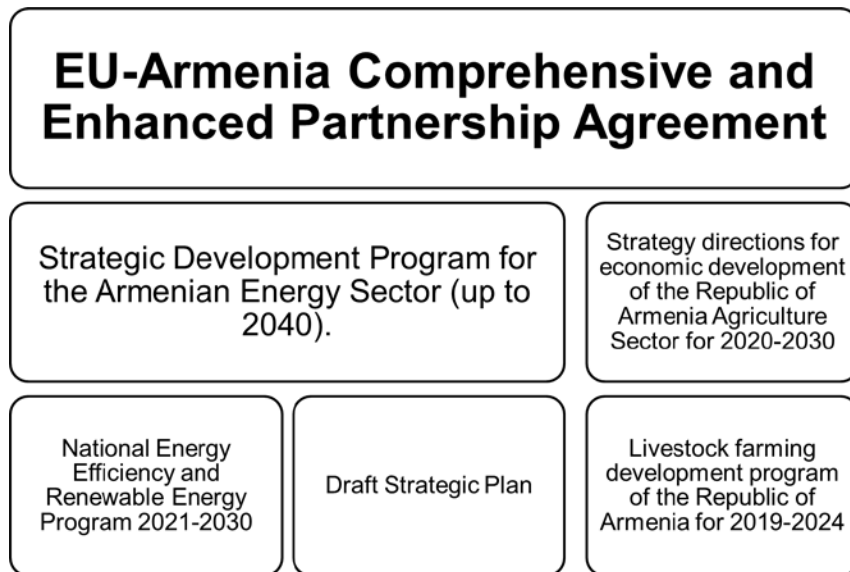 EU-Armenia Comprehensive and
Enhanced Partnership Agreement
Strategic Development Program for
the Armenian Energy Sector (up to
2040).
Strategy directions for
economic development
of the Republic of
Armenia Agriculture
Sector for 2020-2030
National Energy
Efficiency and
Renewable Energy
Program 2021-2030
Draft Strategic Plan
Livestock farming
development program
of the Republic of
Armenia for 2019-2024